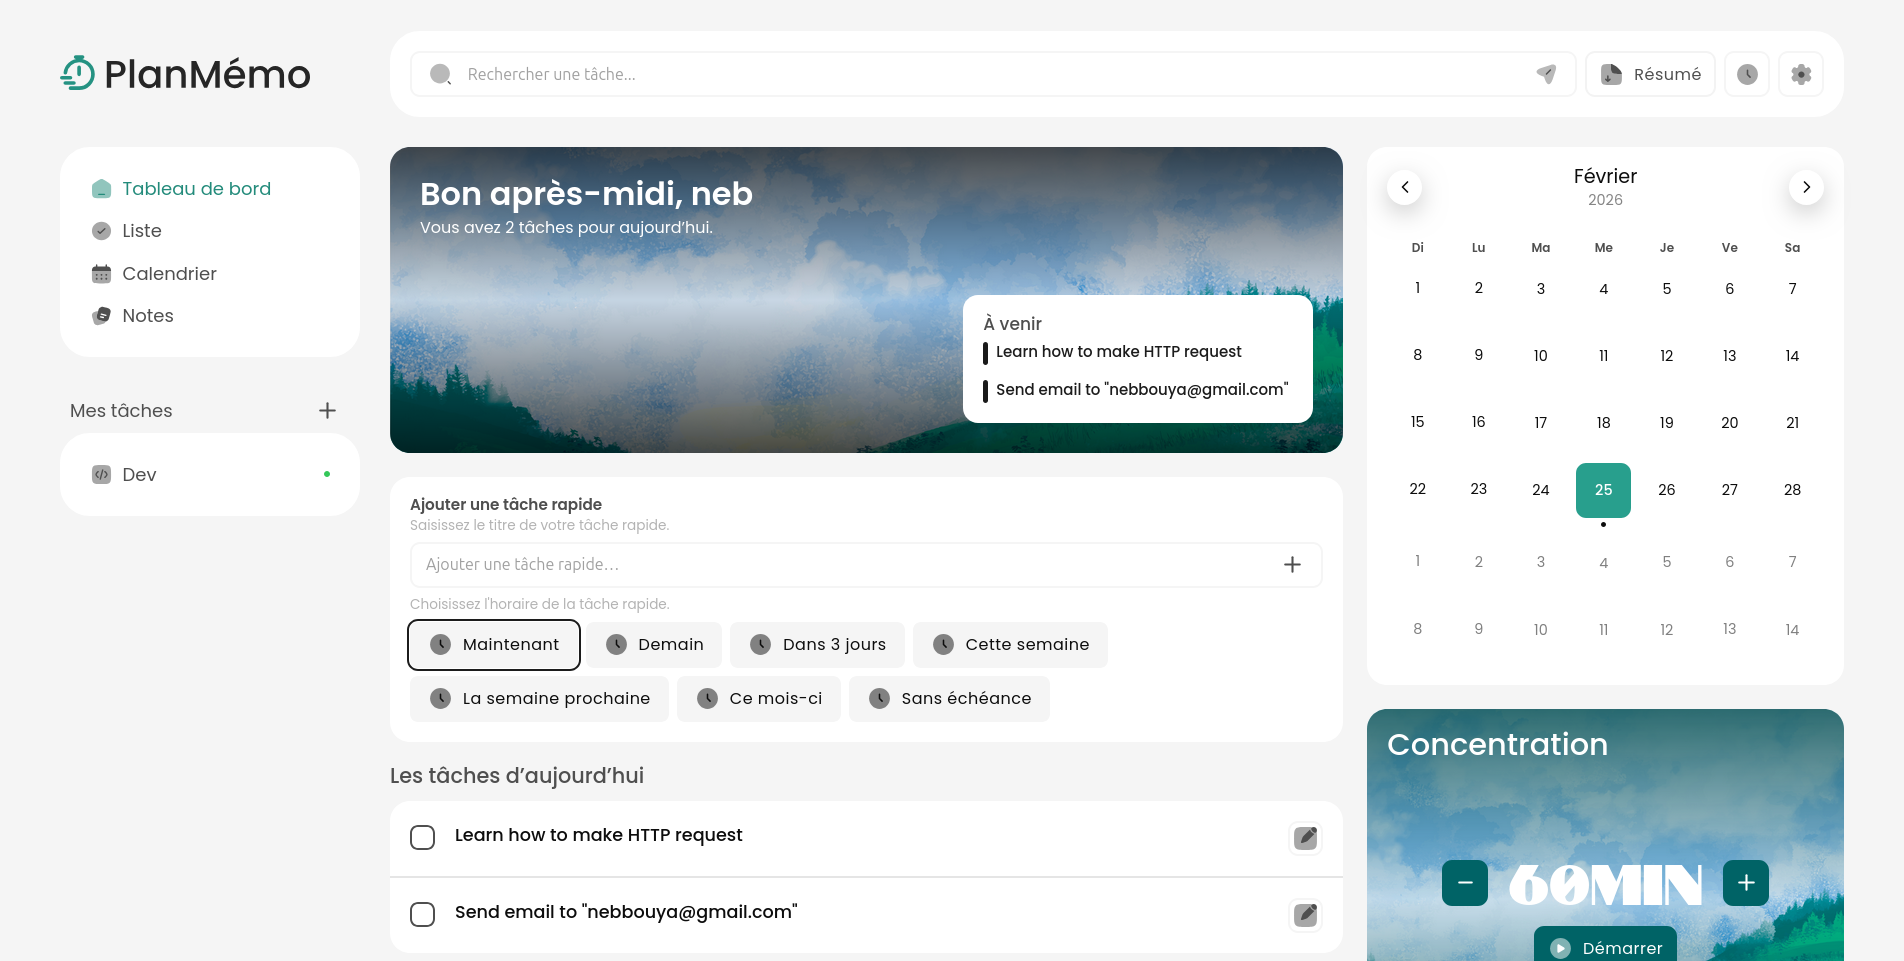 PlanMémo
Rechercher une tâche...
Résumé
Tableau de bord
Liste
Calendrier
Notes
Mes tâches
Dev
Bon après-midi, neb
Vous avez 2 tâches pour aujourd’hui.
À venir
Learn how to make HTTP request
Send email to "nebbouya@gmail.com"
Ajouter une tâche rapide
Saisissez le titre de votre tâche rapide.
Ajouter une tâche rapide…
Choisissez l'horaire de la tâche rapide.
Maintenant Demain Dans 3 jours Cette semaine
La semaine prochaine Ce mois-ci Sans échéance
Les tâches d’aujourd’hui
Learn how to make HTTP request
Send email to "nebbouya@gmail.com"
Février
2026
Di Lu Ma Me Je Ve Sa
1 2 3 4 5 6 7
8 9 10 11 12 13 14
15 16 17 18 19 20 21
22 23 24 25 26 27 28
1 2 3 4 5 6 7
8 9 10 11 12 13 14
Concentration
60MIN
Démarrer